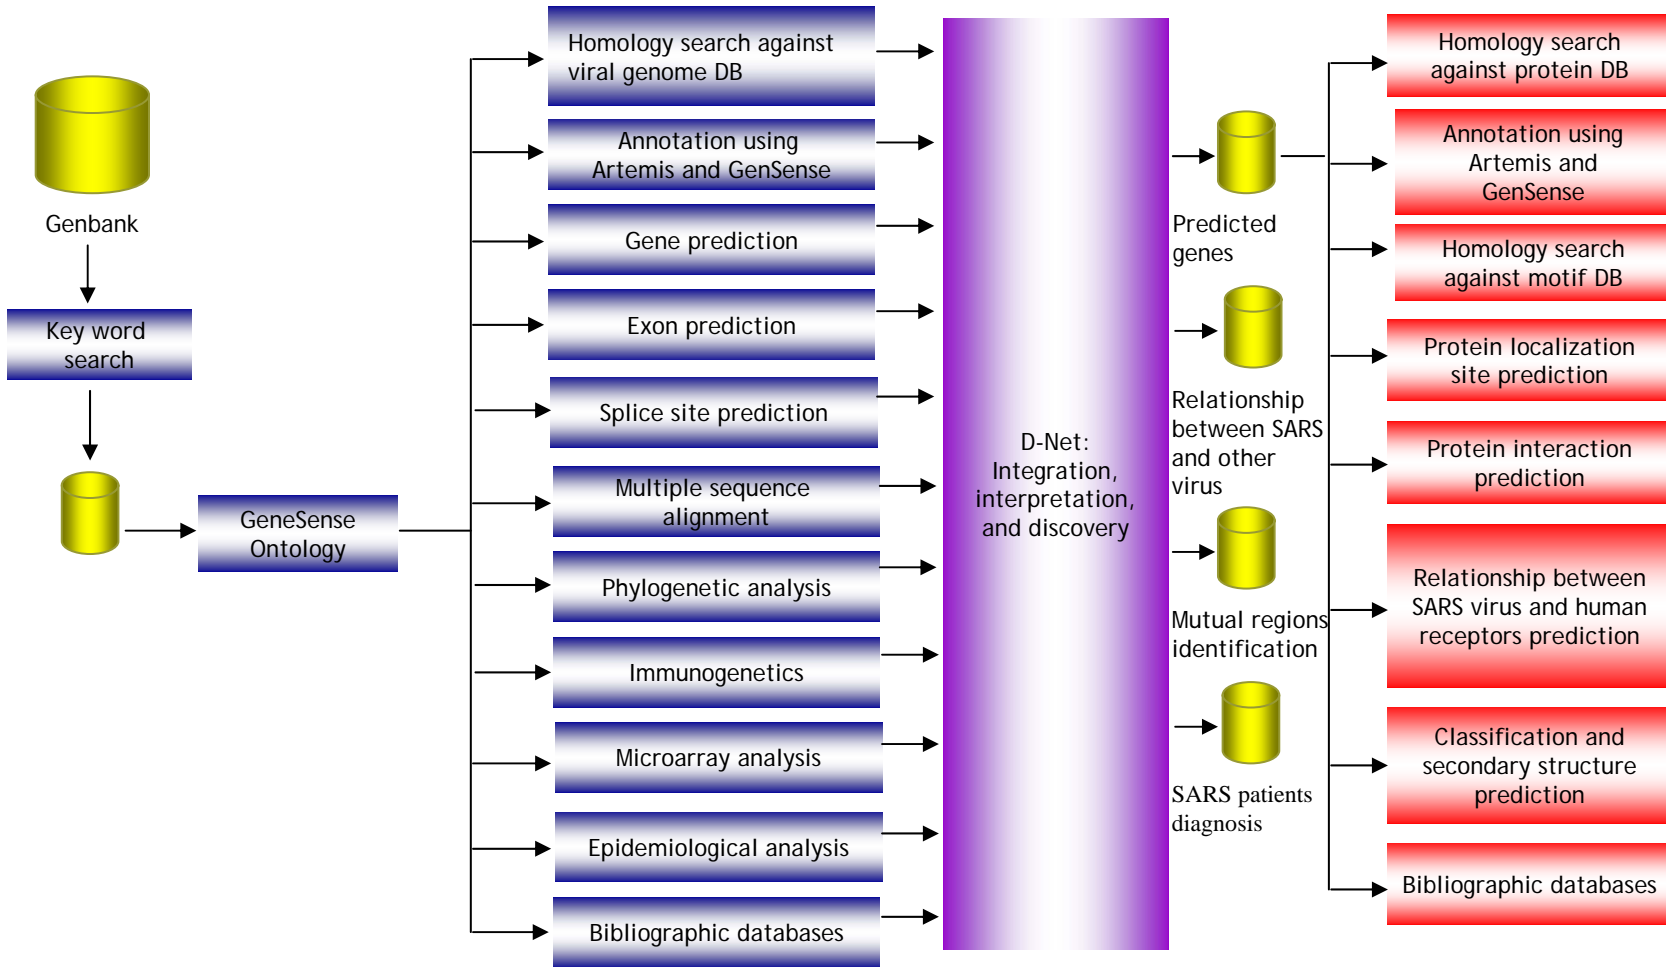 Genbank
Key word
search
GeneSense
Ontology
Homology search against
viral genome DB
Annotation using
Artemis and GenSense
Gene prediction
Exon prediction
Splice site prediction
Multiple sequence
alignment
Phylogenetic analysis
Immunogenetics
Microarray analysis
Epidemiological analysis
Bibliographic databases
D-Net:
Integration,
interpretation,
and discovery
Predicted
genes
Relationship
between SARS
and other
virus
Mutual regions
identification
SARS patients
diagnosis
Homology search
against protein DB
Annotation using
Artemis and
GenSense
Homology search
against motif DB
Protein localization
site prediction
Protein interaction
prediction
Relationship between
SARS virus and human
receptors prediction
Classification and
secondary structure
prediction
Bibliographic databases